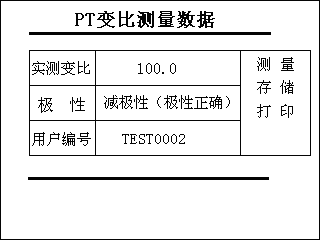 PT变比测量数据
实测变比 100.0
极 性 减极性（极性正确）
用户编号 TEST0002
测 量
存 储
打 印